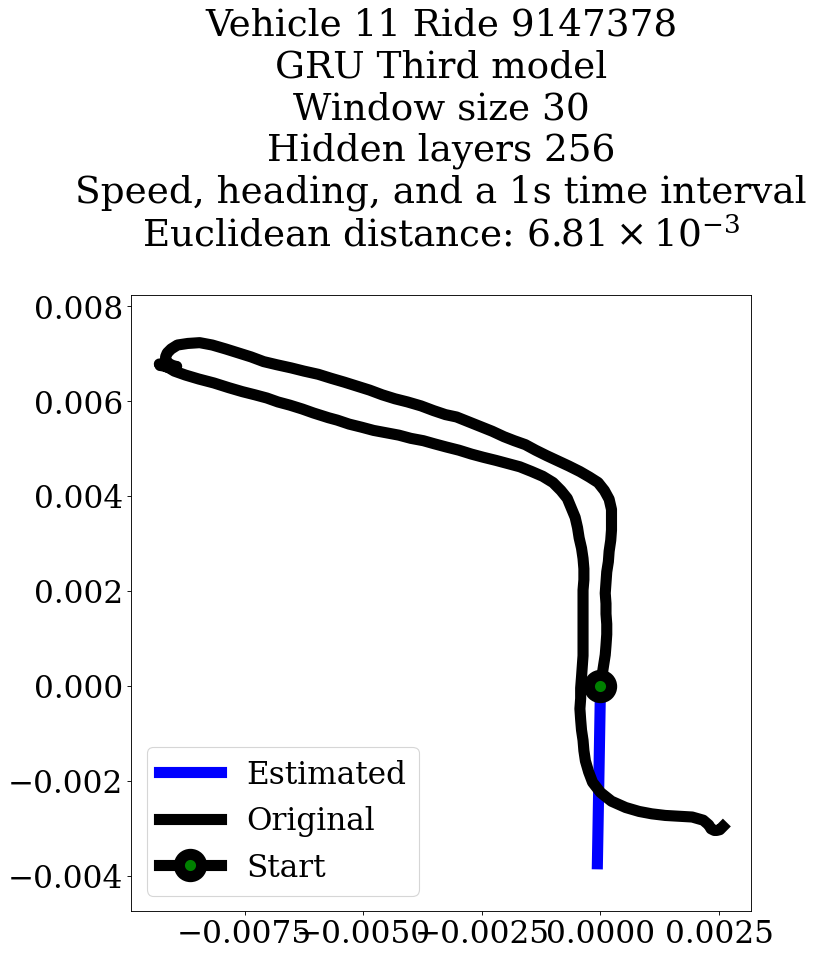 Vehicle 11 Ride 9147378
GRU Third model
Window size 30
Hidden layers 256
Speed, heading, and a 1s time interval
Euclidean distance: 6.81 × 10⁻³
0.008
0.006
0.004
0.002
0.000
−0.002
−0.004
Estimated
Original
Start
−0.0075 −0.0050 −0.0025 0.0000 0.0025